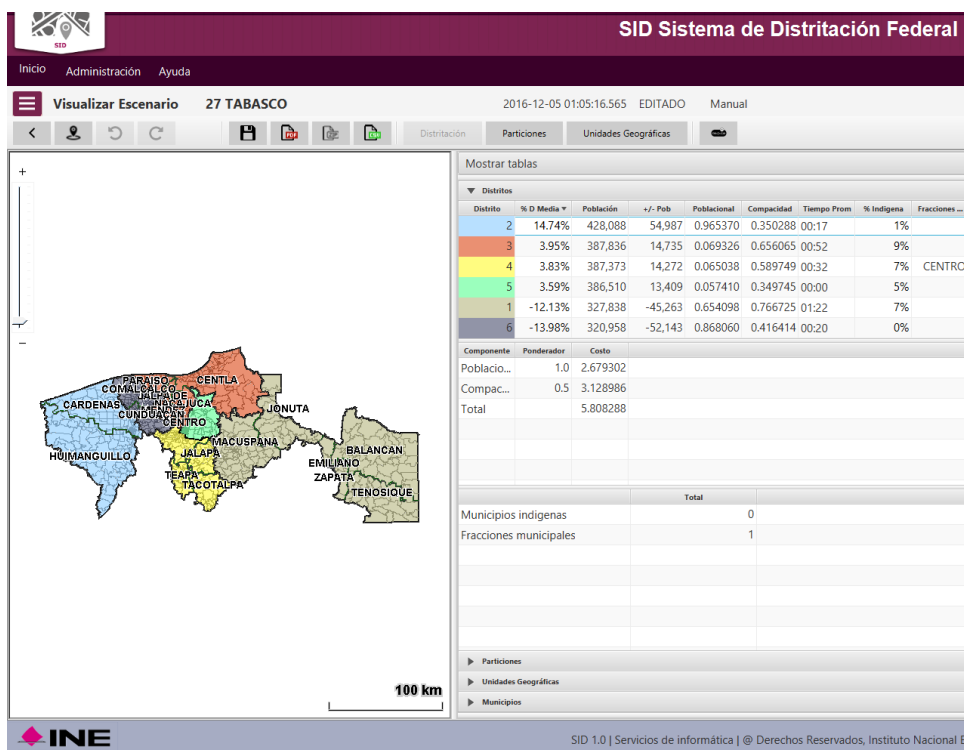 SID
SID Sistema de Distritación Federal
Inicio Administración Ayuda
Visualizar Escenario 27 TABASCO 2016-12-05 01:05:16.565 EDITADO Manual
Distritación Particiones Unidades Geográficas
Mostrar tablas
Distritos
Distrito % D Media Población +/- Pob Poblacional Compacidad Tiempo Prom % Indigena Fracciones ...
2 14.74% 428,088 54,987 0.965370 0.350288 00:17 1%
3 3.95% 387,836 14,735 0.069326 0.656065 00:52 9%
4 3.83% 387,373 14,272 0.065038 0.589749 00:32 7% CENTRO
5 3.59% 386,510 13,409 0.057410 0.349745 00:00 5%
1 -12.13% 327,838 -45,263 0.654098 0.766725 01:22 7%
6 -13.98% 320,958 -52,143 0.868060 0.416414 00:20 0%
Componente Ponderador Costo
Poblacio... 1.0 2.679302
Compac... 0.5 3.128986
Total 5.808288
Total
Municipios indigenas 0
Fracciones municipales 1
Particiones
Unidades Geográficas
Municipios
+
−
PARAISO
CENTLA
COMALCALCO
JALPA DE
MENDEZ
NACAJUCA
CARDENAS
CUNDUACAN
CENTRO
JONUTA
HUIMANGUILLO
JALAPA
MACUSPANA
BALANCAN
EMILIANO
ZAPATA
TEAPA
TACOTALPA
TENOSIQUE
100 km
INE
SID 1.0 | Servicios de informática | @ Derechos Reservados, Instituto Nacional